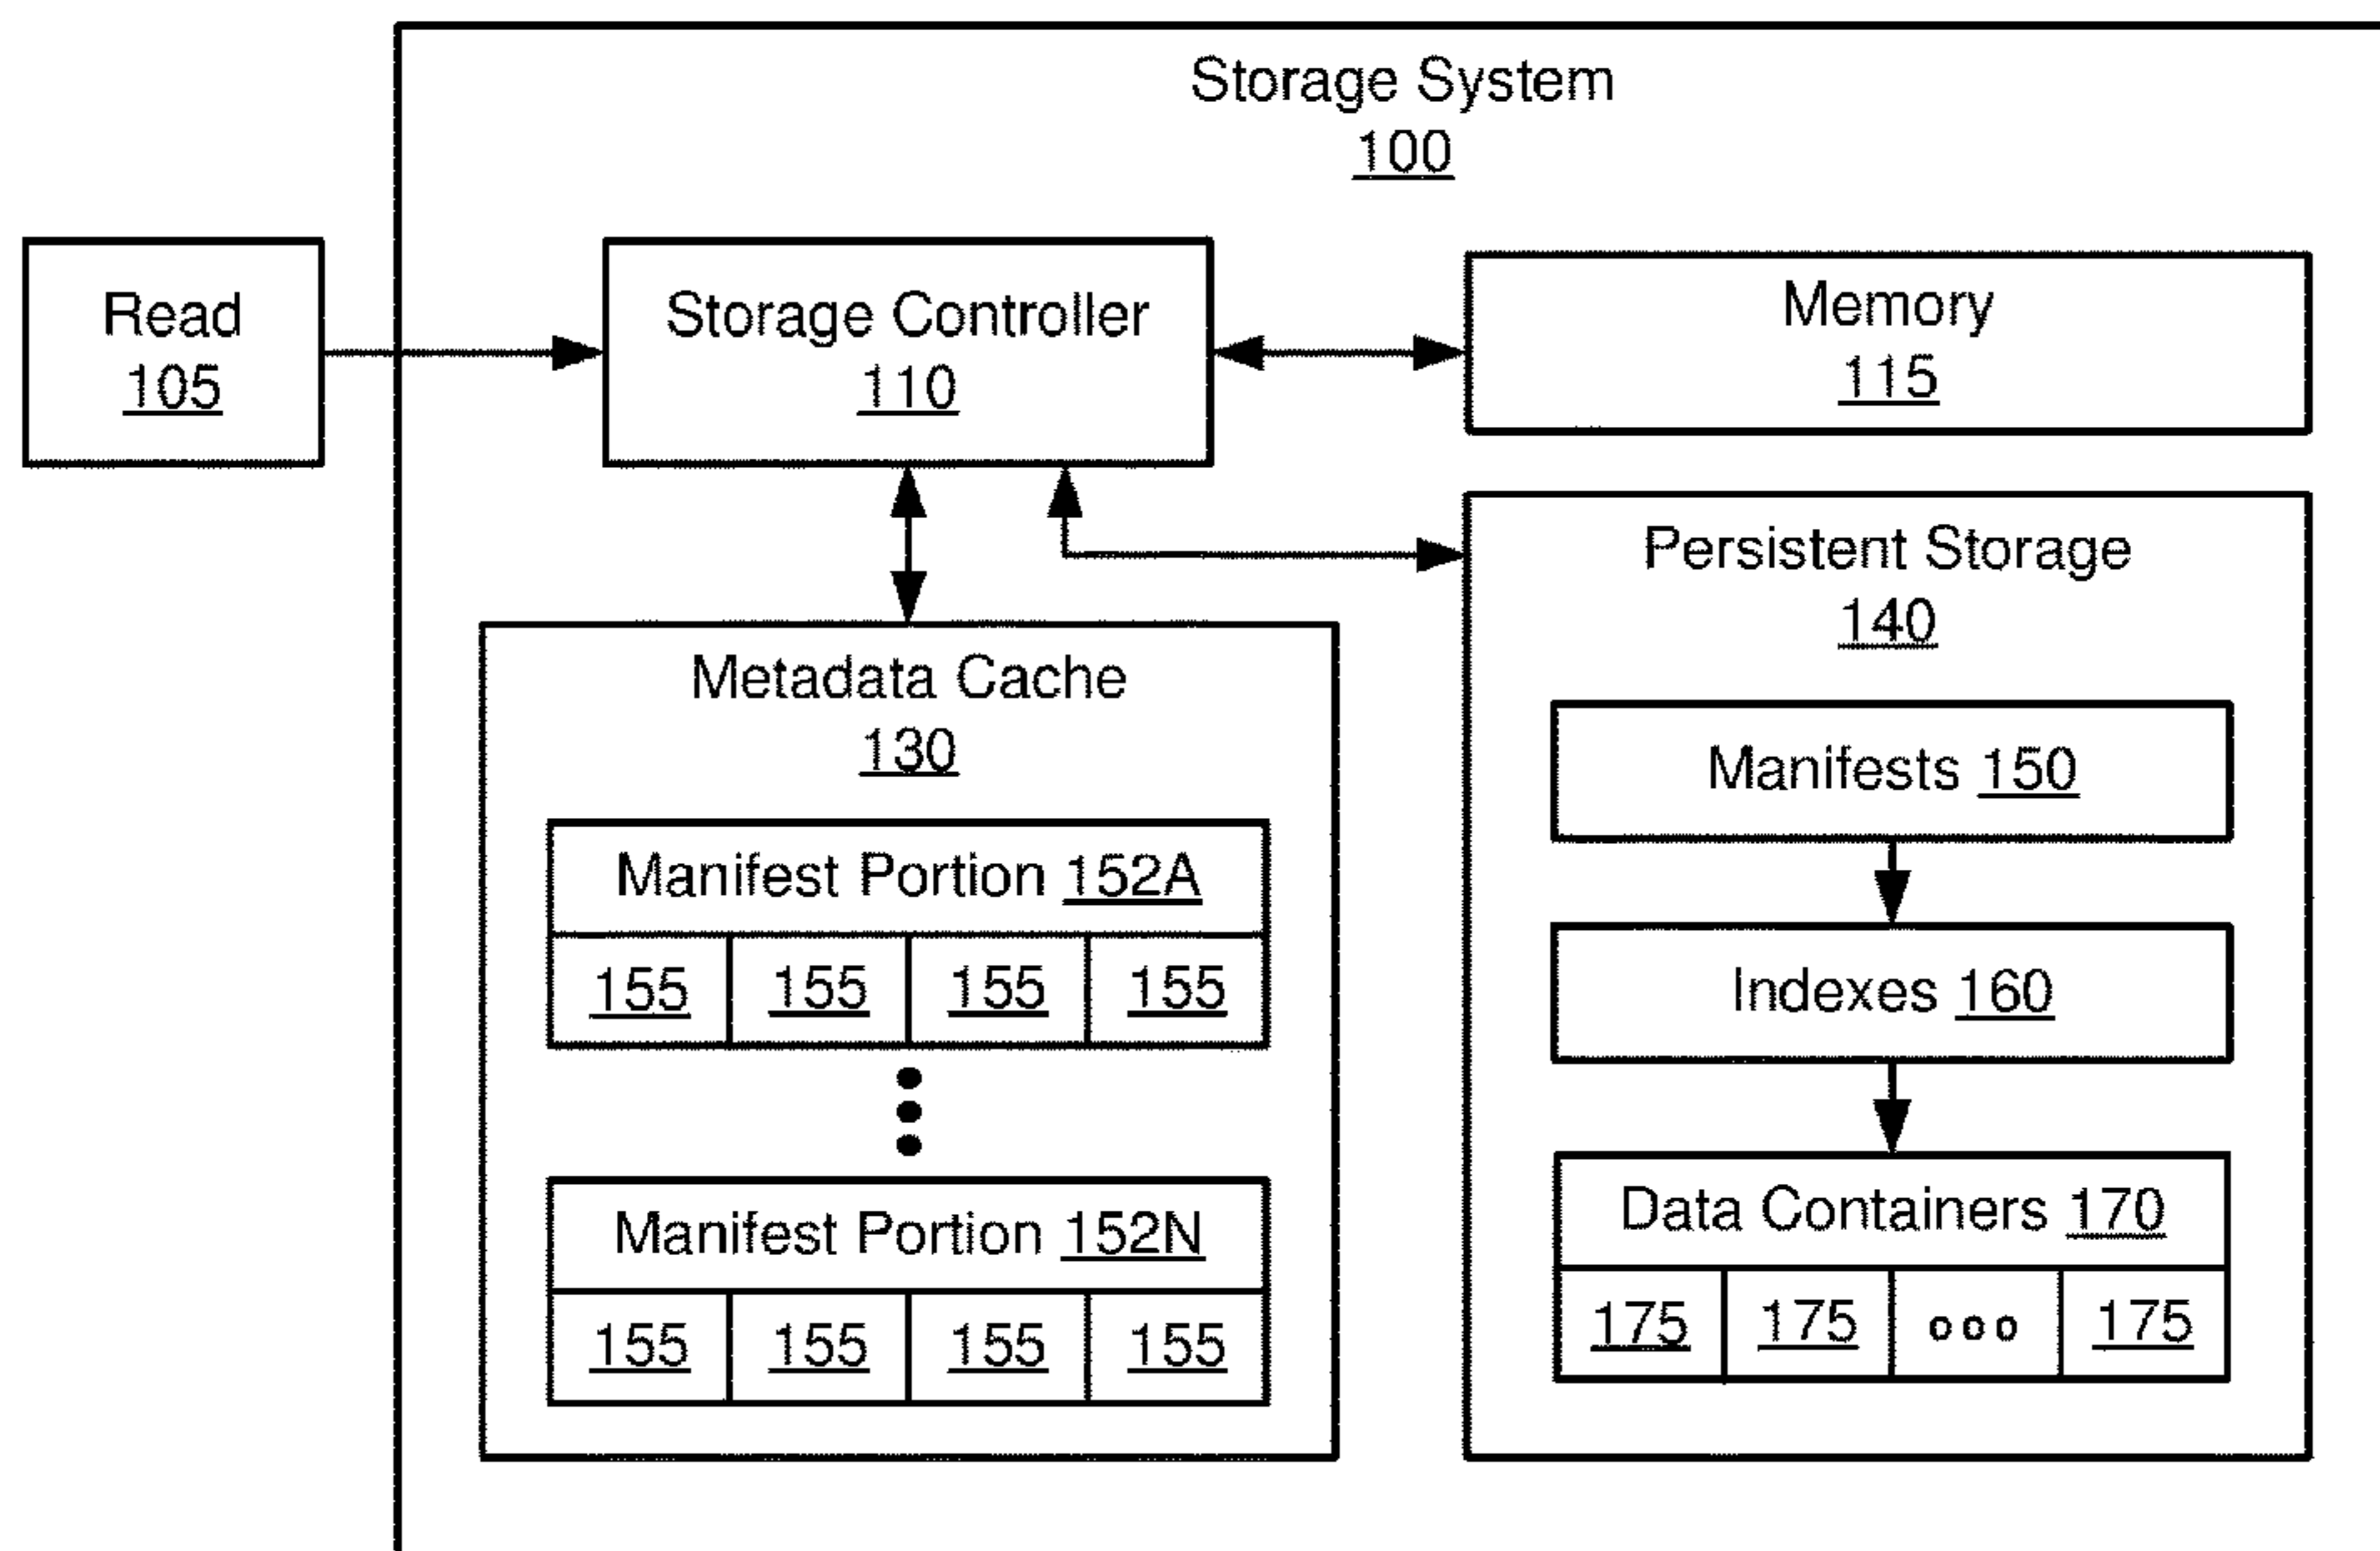 Storage System
100
Read
105
Storage Controller
110
Memory
115
Metadata Cache
130
Manifest Portion 152A
155 155 155 155
Manifest Portion 152N
155 155 155 155
Persistent Storage
140
Manifests 150
Indexes 160
Data Containers 170
175 175 ooo 175